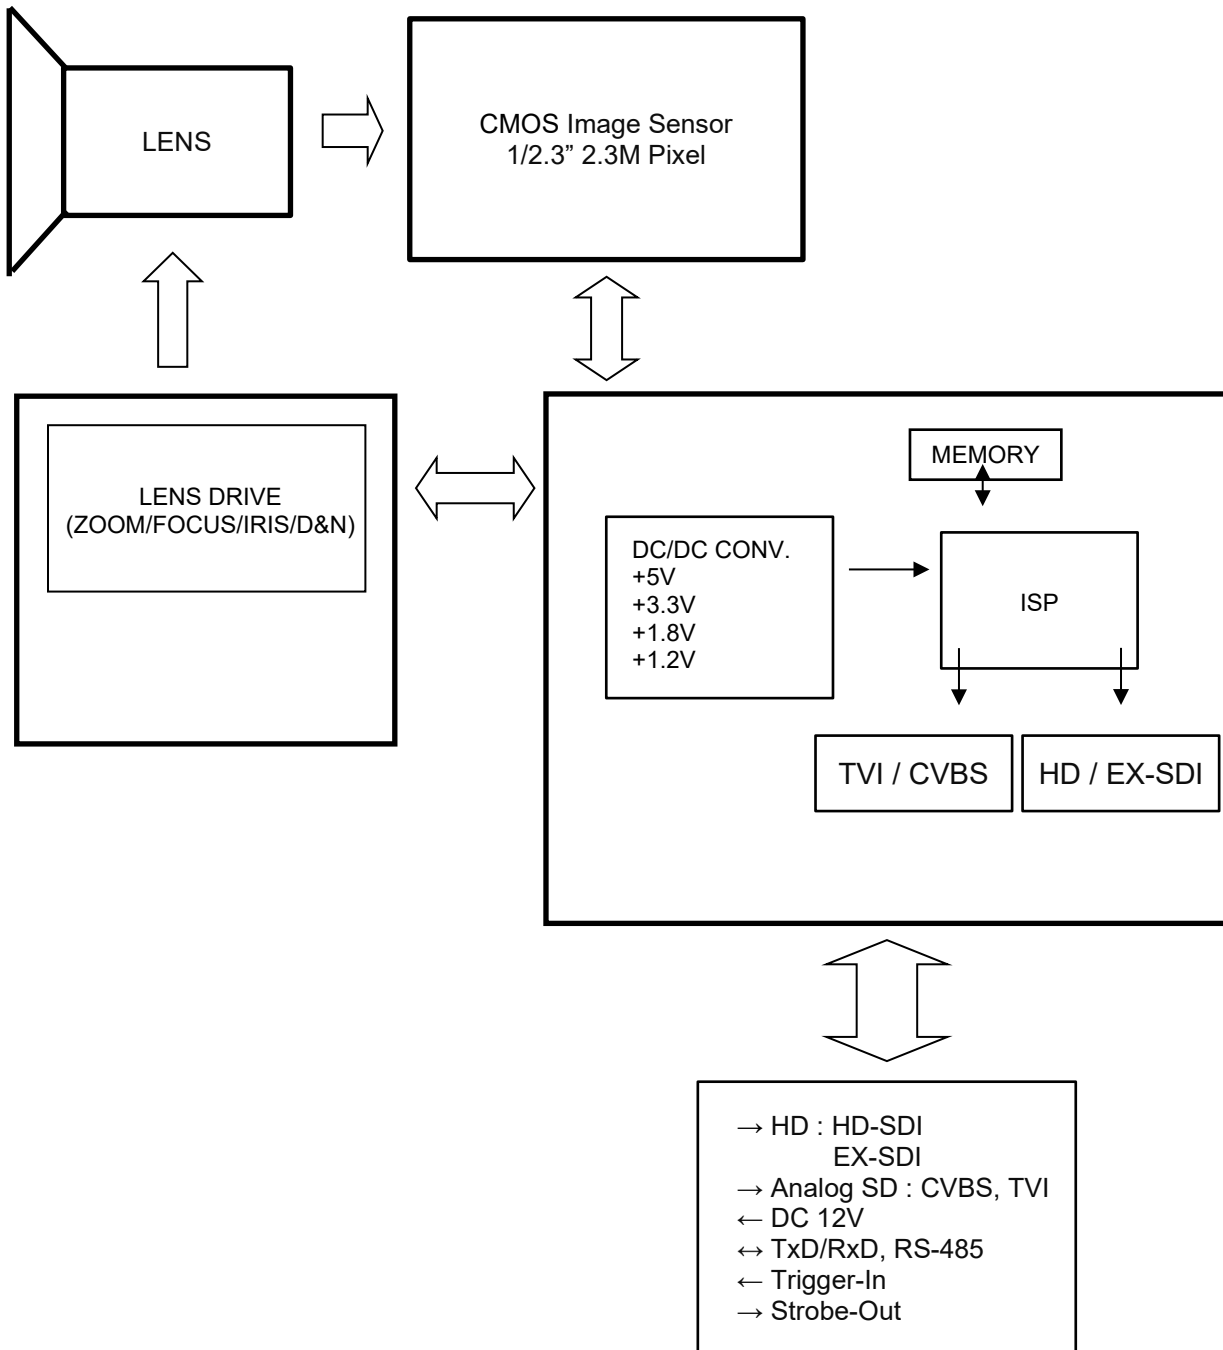 LENS
CMOS Image Sensor
1/2.3” 2.3M Pixel
LENS DRIVE
(ZOOM/FOCUS/IRIS/D&N)
MEMORY
DC/DC CONV.
+5V
+3.3V
+1.8V
+1.2V
ISP
TVI / CVBS
HD / EX-SDI
→ HD : HD-SDI
EX-SDI
→ Analog SD : CVBS, TVI
← DC 12V
↔ TxD/RxD, RS-485
← Trigger-In
→ Strobe-Out